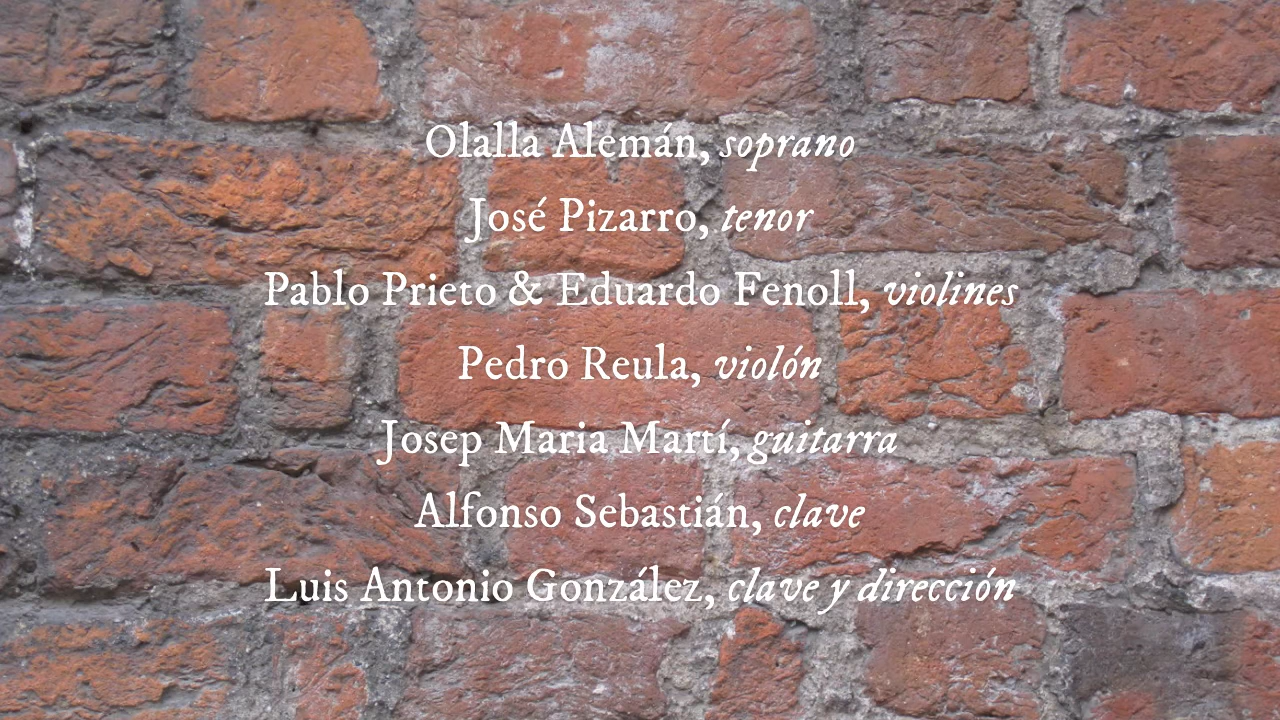 Olalla Alemán, soprano
José Pizarro, tenor
Pablo Prieto & Eduardo Fenoll, violines
Pedro Reula, violón
Josep Maria Martí, guitarra
Alfonso Sebastián, clave
Luis Antonio González, clave y dirección